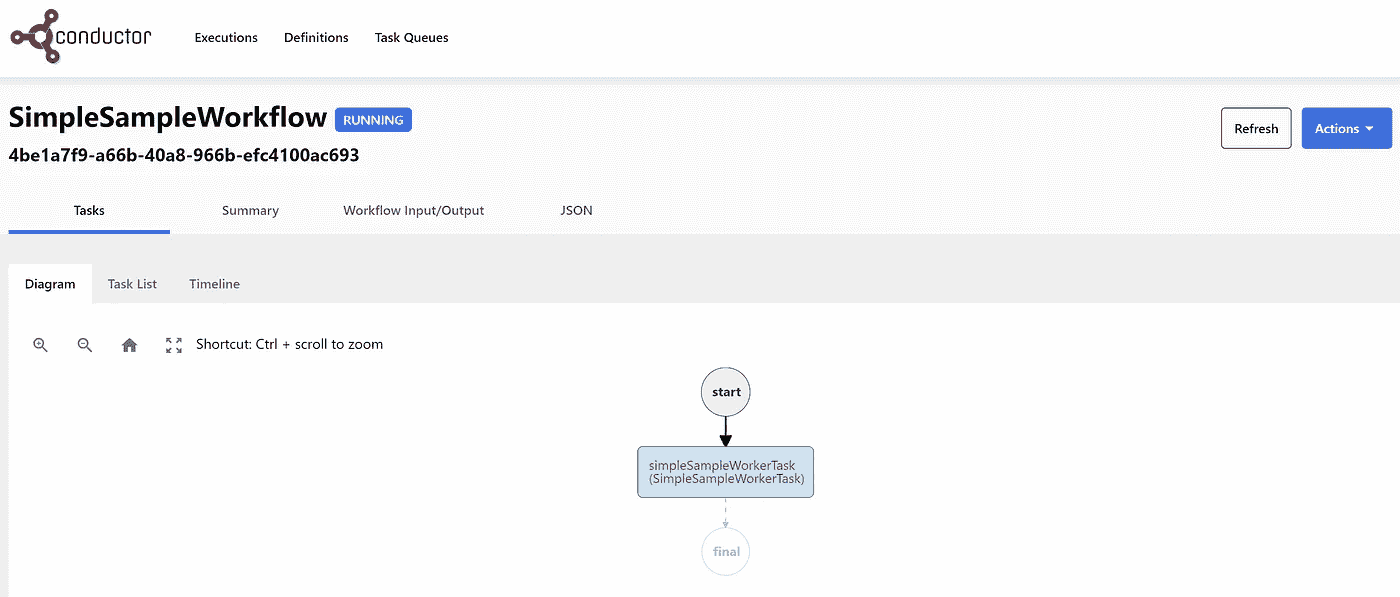 conductor Executions Definitions Task Queues
SimpleSampleWorkflow RUNNING
Refresh Actions
4be1a7f9-a66b-40a8-966b-efc4100ac693
Tasks Summary Workflow Input/Output JSON
Diagram Task List Timeline
Shortcut: Ctrl + scroll to zoom
start
simpleSampleWorkerTask
(SimpleSampleWorkerTask)
final